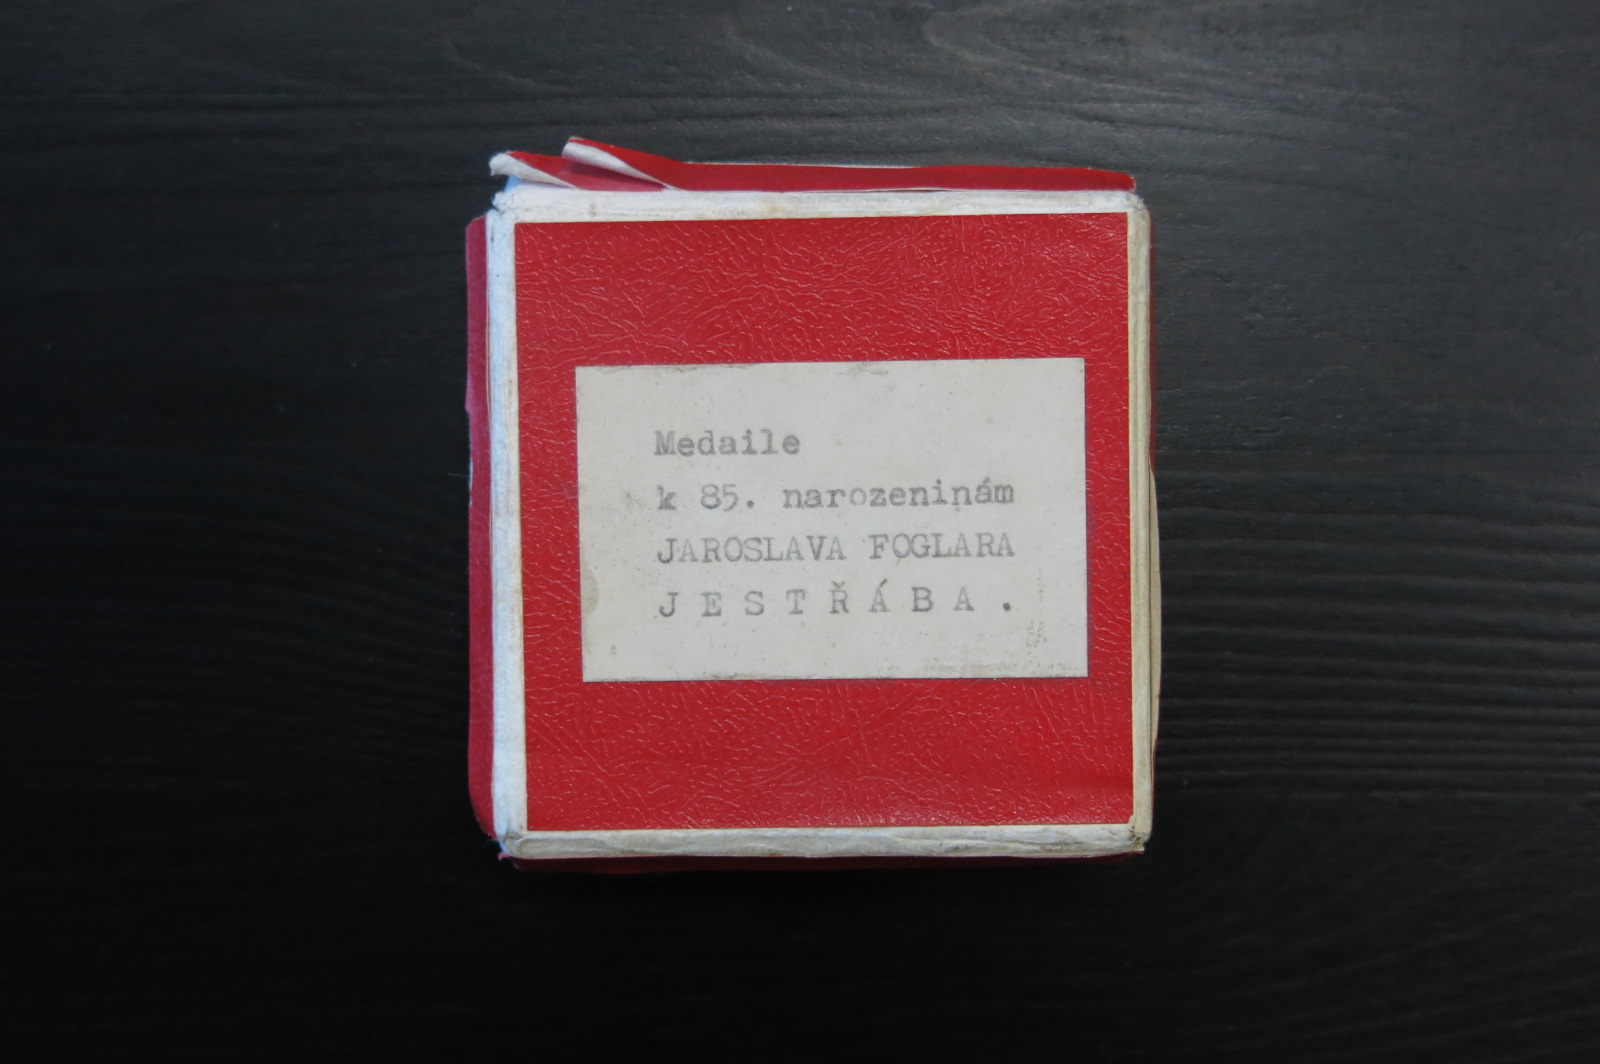 Medaile
k 85. narozeninám
JAROSLAVA FOGLARA
J E S T Ř Á B A .